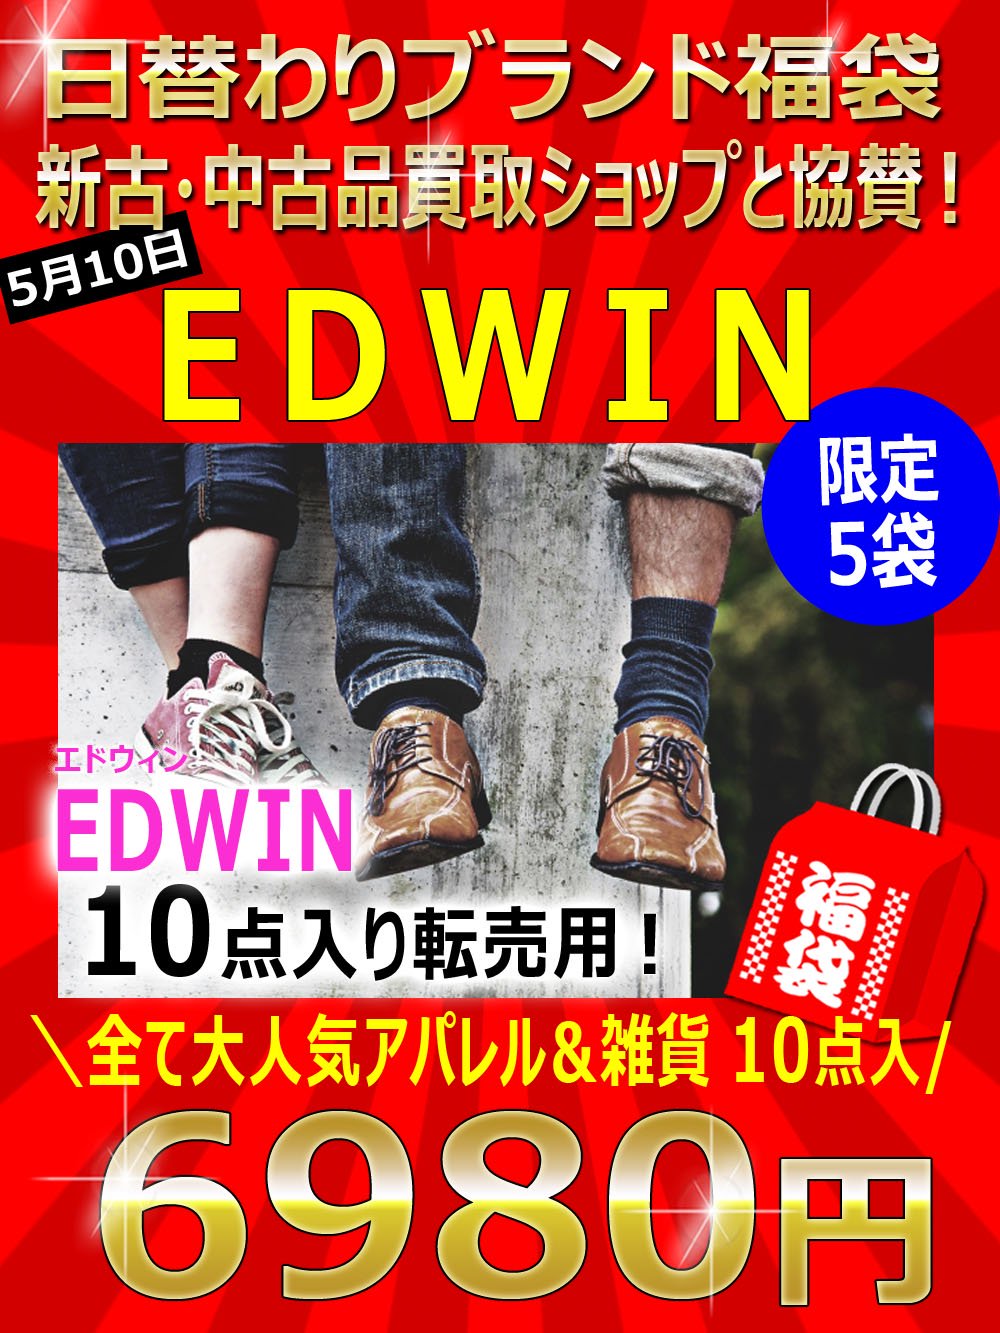 日替わりブランド福袋
新古・中古品買取ショップと協賛！
5月10日
EDWIN
限定
5袋
エドウィン
EDWIN
10点入り転売用！
福袋
\全て大人気アパレル&雑貨 10点入/
6980円